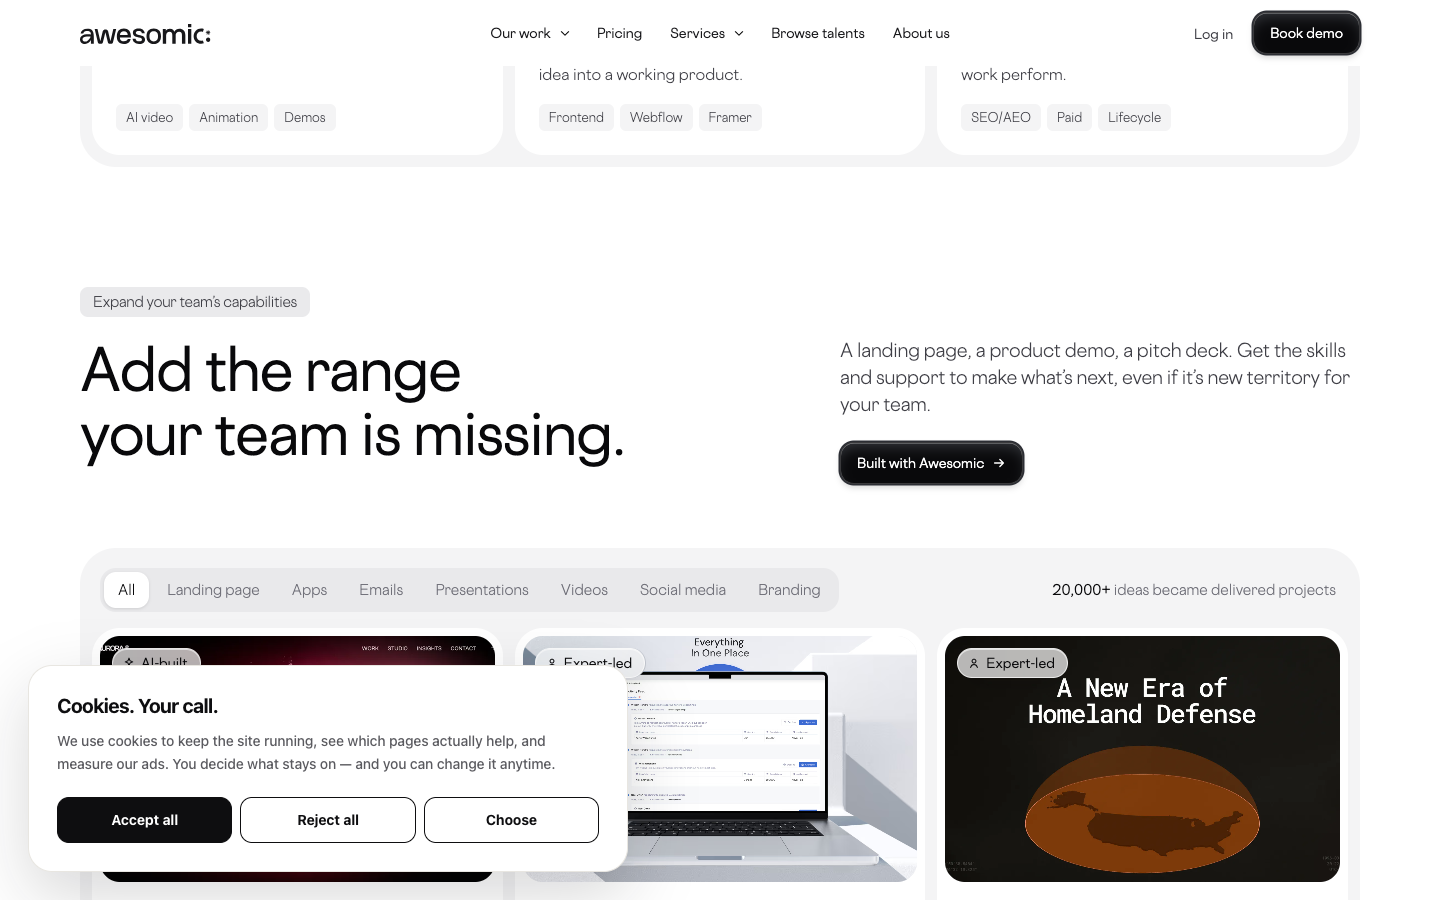 awesomic:
Our work
Pricing
Services
Browse talents
About us
Log in
Book demo
idea into a working product.
work perform.
AI video
Animation
Demos
Frontend
Webflow
Framer
SEO/AEO
Paid
Lifecycle
Expand your team's capabilities
Add the range
your team is missing.
A landing page, a product demo, a pitch deck. Get the skills
and support to make what's next, even if it's new territory for
your team.
Built with Awesomic
All
Landing page
Apps
Emails
Presentations
Videos
Social media
Branding
20,000+ ideas became delivered projects
WORK
STUDIO
INSIGHTS
CONTACT
AI-built
Everything
In One Place
Expert-led
Expert-led
A New Era of
Homeland Defense
Cookies. Your call.
We use cookies to keep the site running, see which pages actually help, and
measure our ads. You decide what stays on — and you can change it anytime.
Accept all
Reject all
Choose